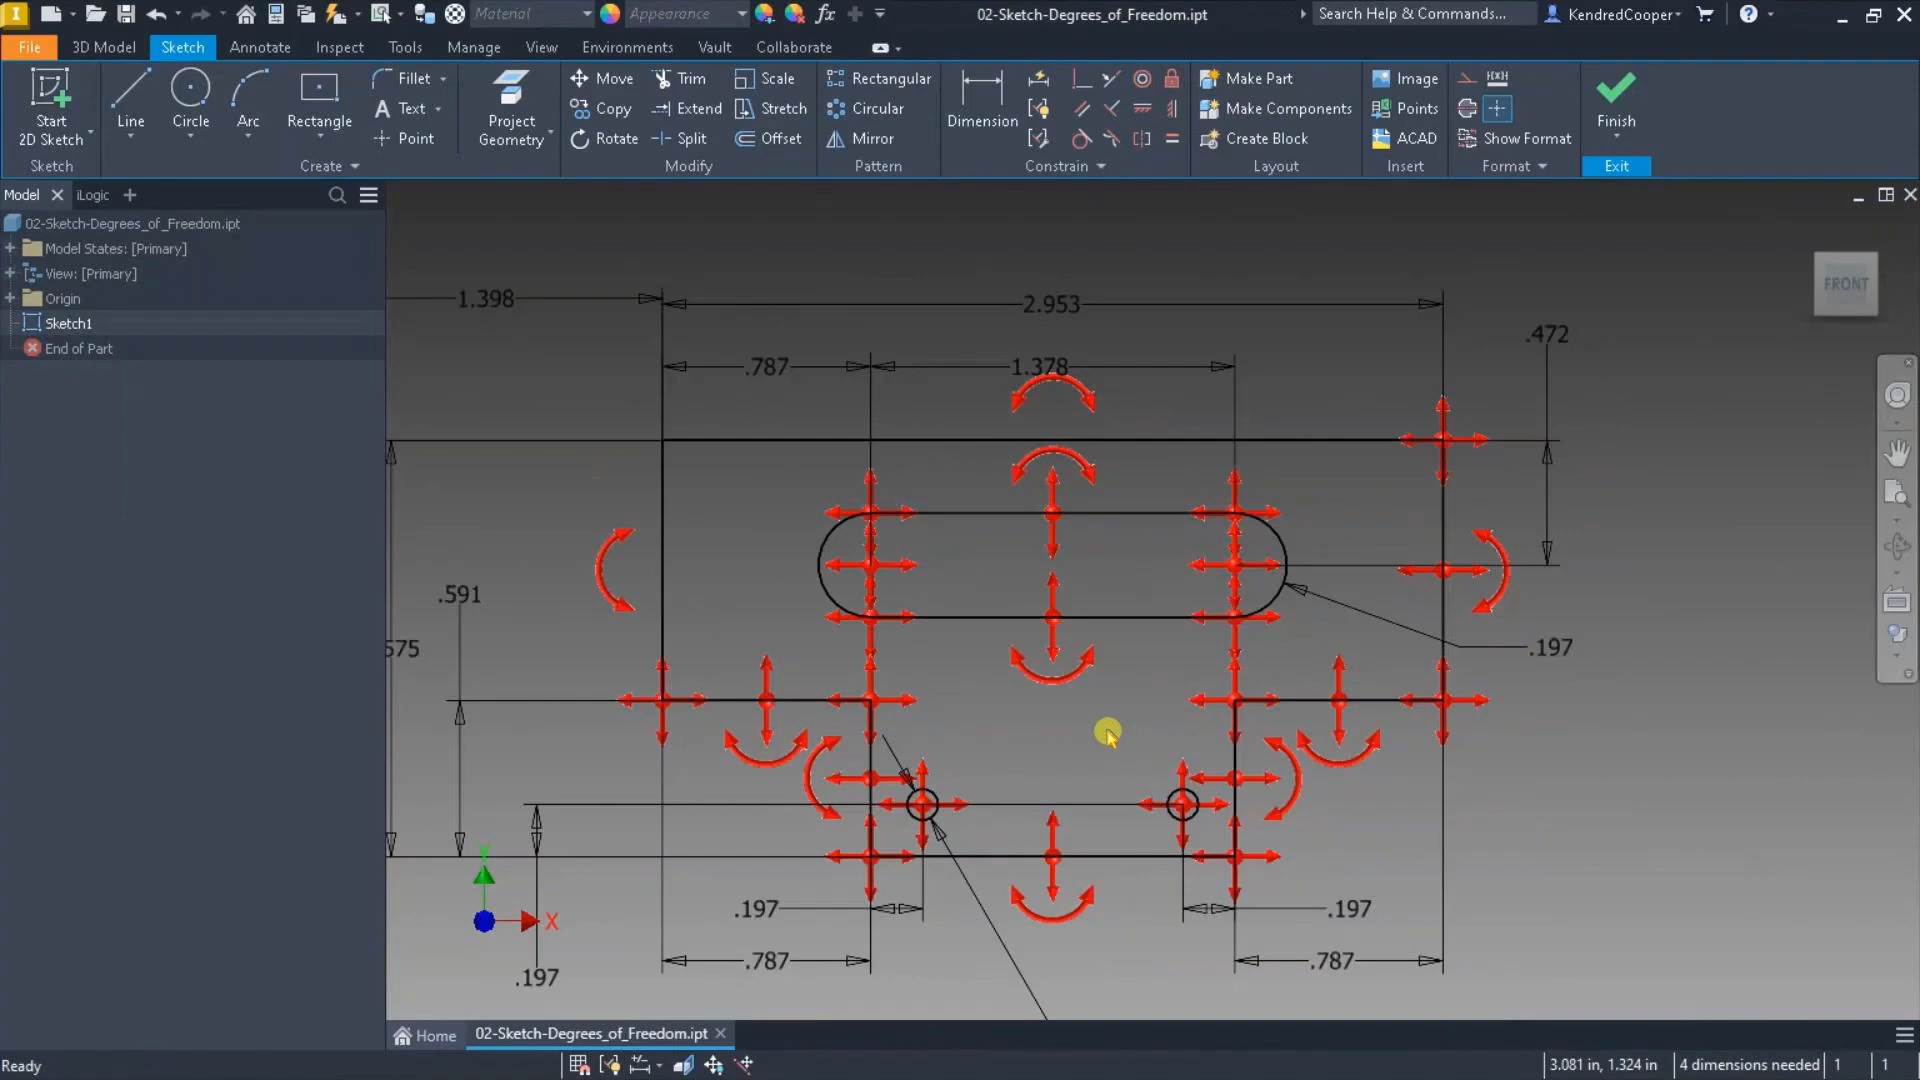 Material
Appearance
fx
02-Sketch-Degrees_of_Freedom.ipt
Search Help & Commands...
KendredCooper
File
3D Model
Sketch
Annotate
Inspect
Tools
Manage
View
Environments
Vault
Collaborate
Start
2D Sketch
Line
Circle
Arc
Rectangle
Fillet
Text
Point
Project
Geometry
Move
Copy
Rotate
Trim
Extend
Split
Scale
Stretch
Offset
Rectangular
Circular
Mirror
Dimension
Make Part
Make Components
Create Block
Image
Points
ACAD
Show Format
Finish
Sketch
Create
Modify
Pattern
Constrain
Layout
Insert
Format
Exit
Model
iLogic
02-Sketch-Degrees_of_Freedom.ipt
Model States: [Primary]
View: [Primary]
Origin
Sketch1
End of Part
FRONT
1.398
2.953
.472
.787
1.378
.591
575
.197
.197
.197
.787
.787
.197
Y
X
Home
02-Sketch-Degrees_of_Freedom.ipt
Ready
3.081 in, 1.324 in
4 dimensions needed
1
1